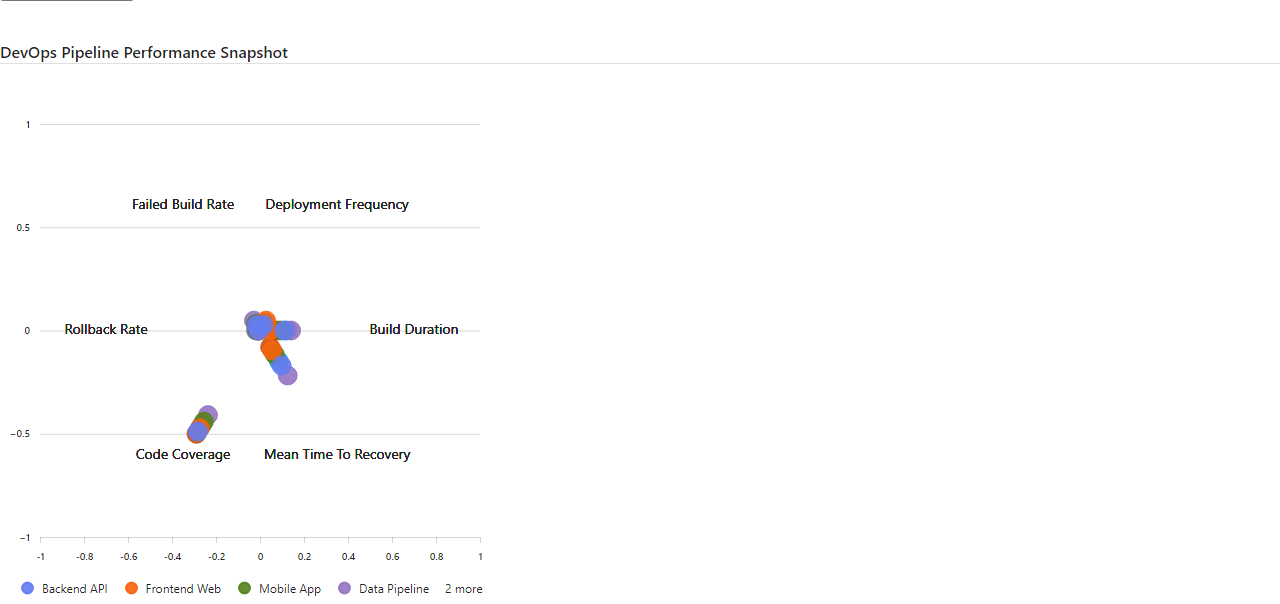 DevOps Pipeline Performance Snapshot
1
Failed Build Rate Deployment Frequency
0.5
0 Rollback Rate Build Duration
−0.5
Code Coverage Mean Time To Recovery
−1
-1 -0.8 -0.6 -0.4 -0.2 0 0.2 0.4 0.6 0.8 1
Backend API Frontend Web Mobile App Data Pipeline 2 more